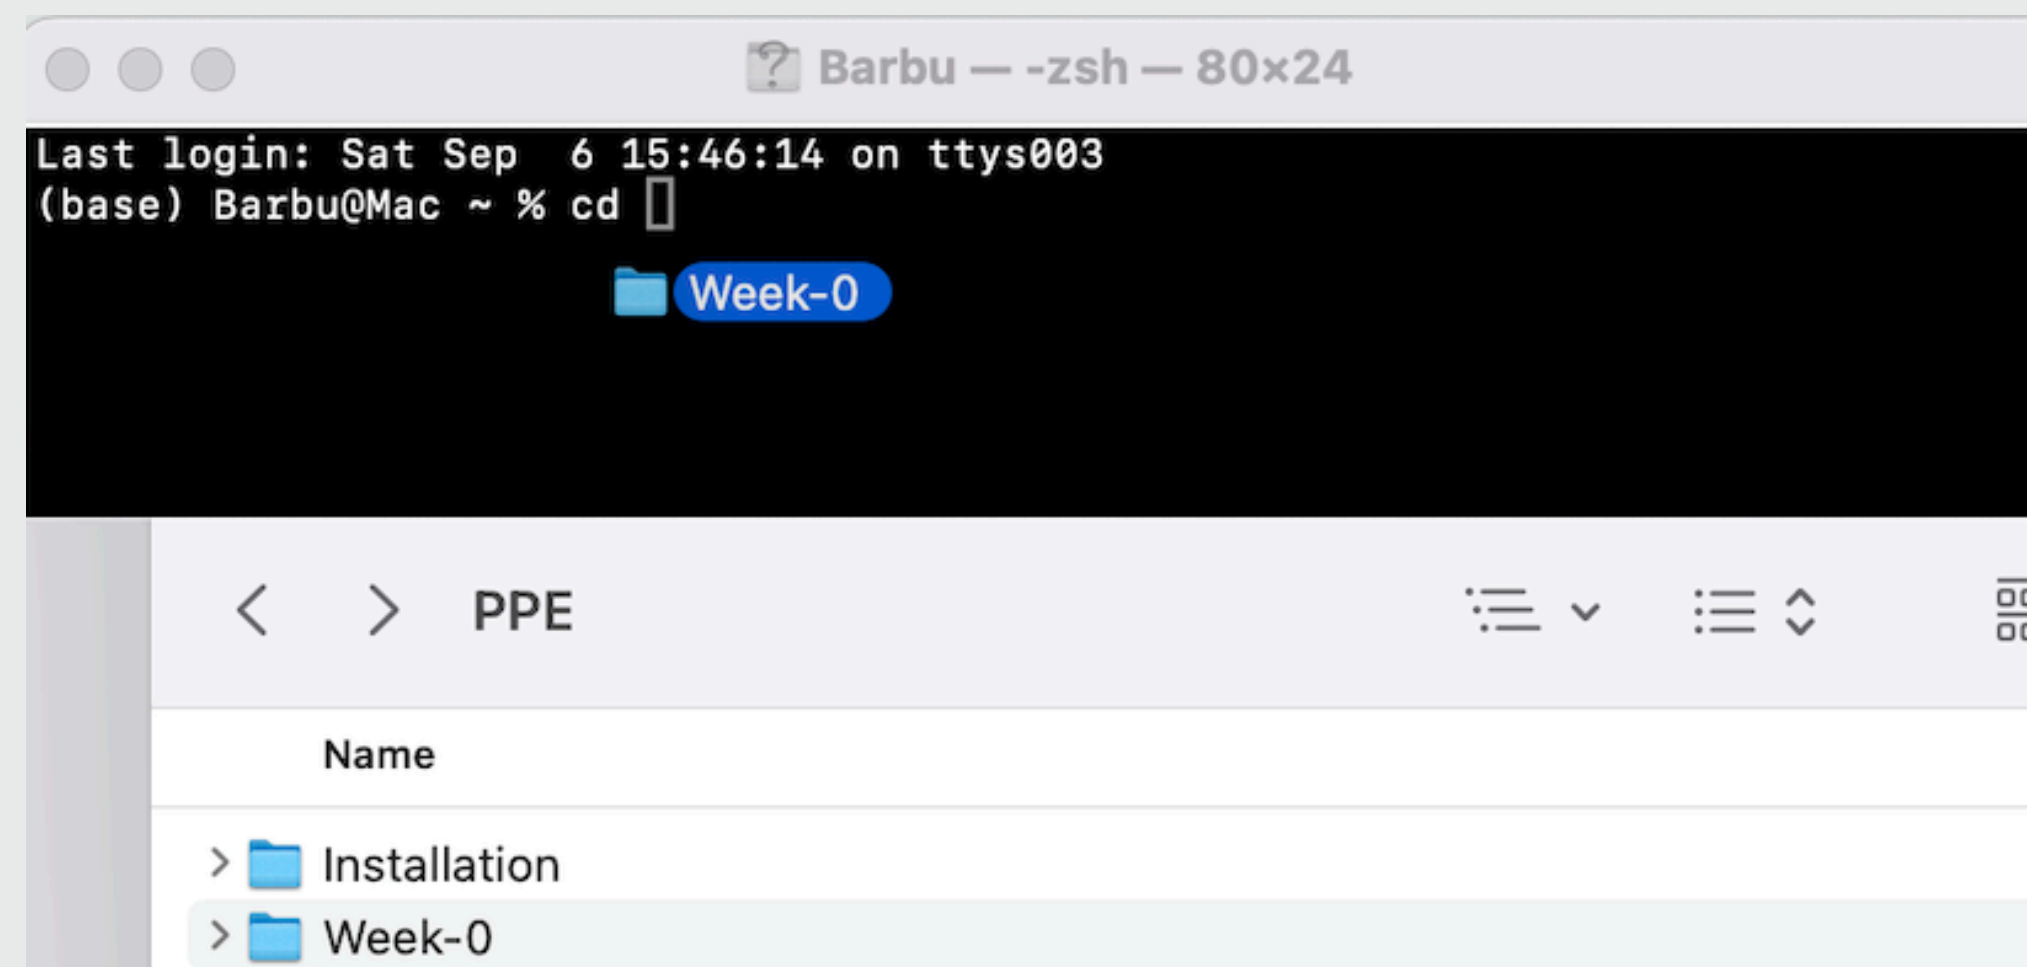 Barbu — -zsh — 80×24
Last login: Sat Sep  6 15:46:14 on ttys003
(base) Barbu@Mac ~ % cd
Week-0
PPE
Name
Installation
Week-0